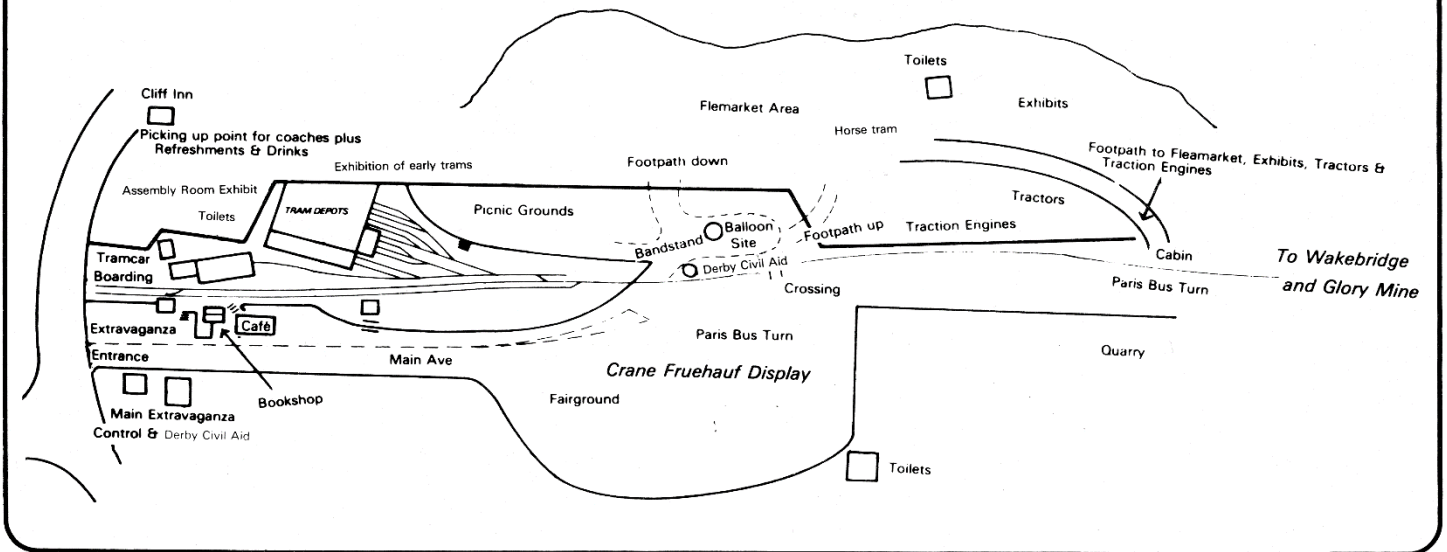 Toilets
Cliff Inn
Flemarket Area
Exhibits
Picking up point for coaches plus
Refreshments & Drinks
Horse tram
Exhibition of early trams
Footpath down
Footpath to Fleamarket, Exhibits, Tractors &
Traction Engines
Assembly Room Exhibit
Toilets
TRAM DEPOTS
Picnic Grounds
Tractors
Bandstand
Balloon
Site
Footpath up
Traction Engines
Tramcar
Boarding
Derby Civil Aid
Cabin
To Wakebridge
and Glory Mine
Crossing
Paris Bus Turn
Extravaganza
Café
Paris Bus Turn
Entrance
Main Ave
Quarry
Crane Fruehauf Display
Bookshop
Fairground
Main Extravaganza
Control & Derby Civil Aid
Toilets